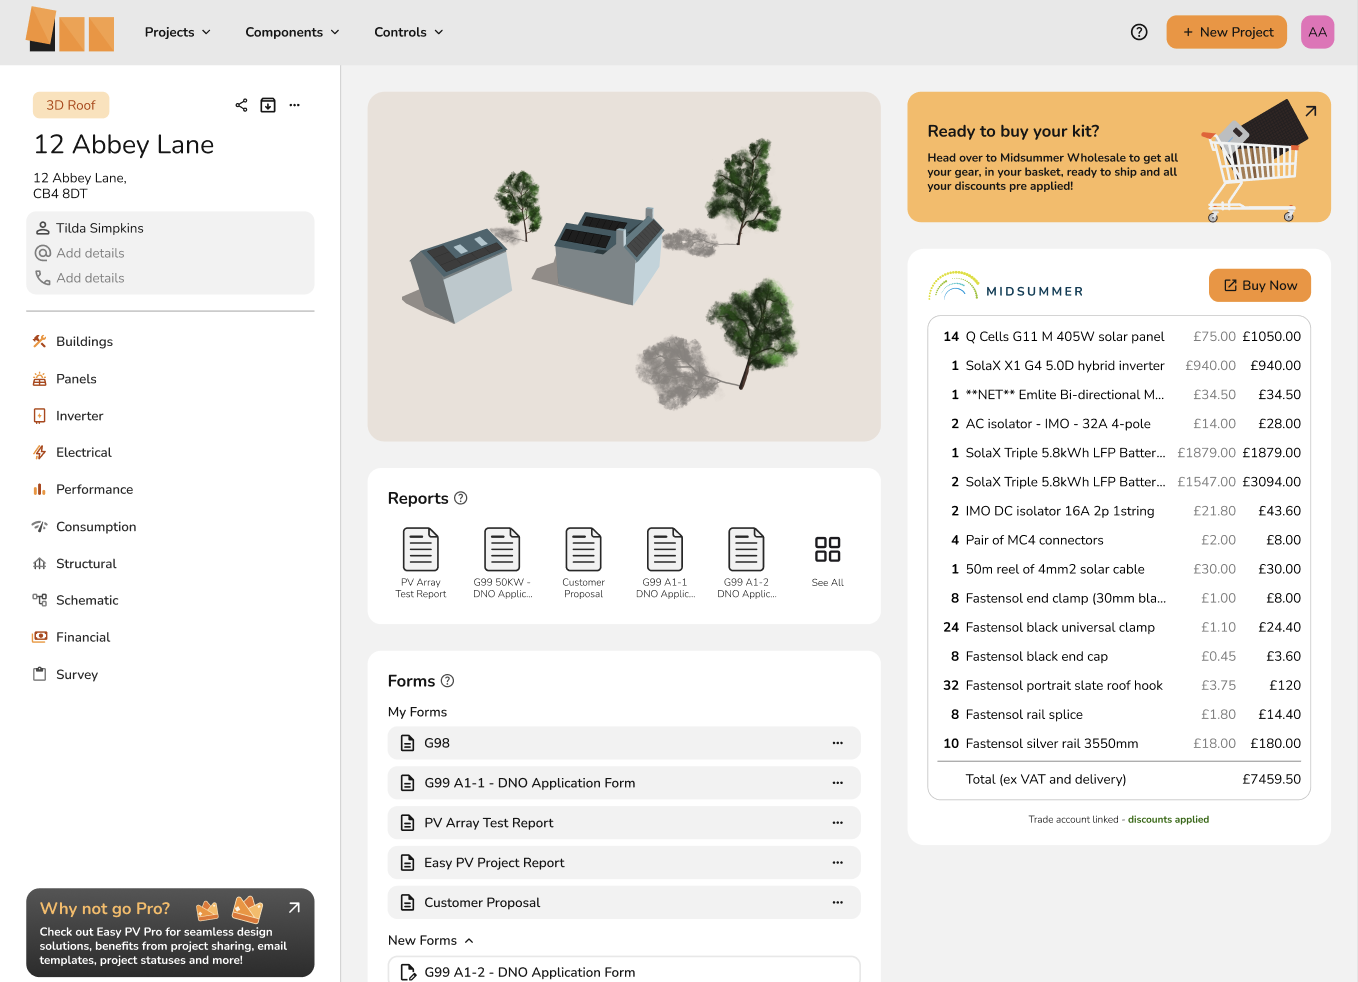 Projects
Components
Controls
+ New Project
AA
3D Roof
12 Abbey Lane
12 Abbey Lane,
CB4 8DT
Tilda Simpkins
Add details
Add details
Buildings
Panels
Inverter
Electrical
Performance
Consumption
Structural
Schematic
Financial
Survey
Why not go Pro?
Check out Easy PV Pro for seamless design
solutions, benefits from project sharing, email
templates, project statuses and more!
Reports
PV Array
Test Report
G99 50KW -
DNO Applic...
Customer
Proposal
G99 A1-1
DNO Applic...
G99 A1-2
DNO Applic...
See All
Forms
My Forms
G98
G99 A1-1 - DNO Application Form
PV Array Test Report
Easy PV Project Report
Customer Proposal
New Forms
G99 A1-2 - DNO Application Form
Ready to buy your kit?
Head over to Midsummer Wholesale to get all
your gear, in your basket, ready to ship and all
your discounts pre applied!
MIDSUMMER
Buy Now
14 Q Cells G11 M 405W solar panel £75.00 £1050.00
1 SolaX X1 G4 5.0D hybrid inverter £940.00 £940.00
1 **NET** Emlite Bi-directional M... £34.50 £34.50
2 AC isolator - IMO - 32A 4-pole £14.00 £28.00
1 SolaX Triple 5.8kWh LFP Batter... £1879.00 £1879.00
2 SolaX Triple 5.8kWh LFP Batter... £1547.00 £3094.00
2 IMO DC isolator 16A 2p 1string £21.80 £43.60
4 Pair of MC4 connectors £2.00 £8.00
1 50m reel of 4mm2 solar cable £30.00 £30.00
8 Fastensol end clamp (30mm bla... £1.00 £8.00
24 Fastensol black universal clamp £1.10 £24.40
8 Fastensol black end cap £0.45 £3.60
32 Fastensol portrait slate roof hook £3.75 £120
8 Fastensol rail splice £1.80 £14.40
10 Fastensol silver rail 3550mm £18.00 £180.00
Total (ex VAT and delivery) £7459.50
Trade account linked - discounts applied